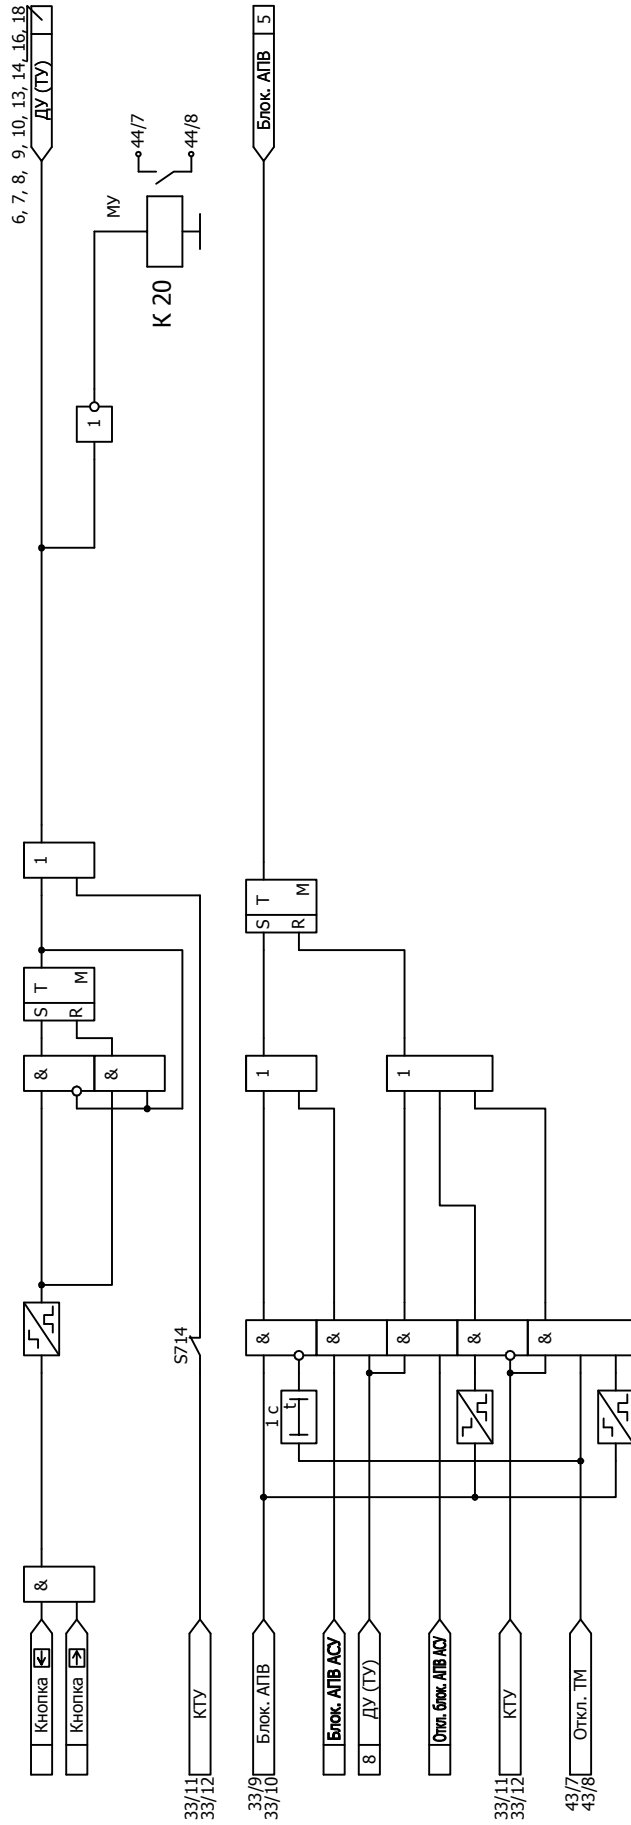 6, 7, 8, 9, 10, 13, 14, 16, 18
Кнопка
&
S T
R M
&
&
1
ДУ (ТУ)
Кнопка
1
МУ
К 20
44/7
44/8
33/11
33/12
КТУ
S714
33/9
33/10
Блок. АПВ
&
1
S T
R M
Блок. АПВ
5
1 с
t
Блок. АПВ АСУ
&
8
ДУ (ТУ)
&
1
Откл. блок. АПВ АСУ
&
33/11
33/12
КТУ
&
43/7
43/8
Откл. ТМ